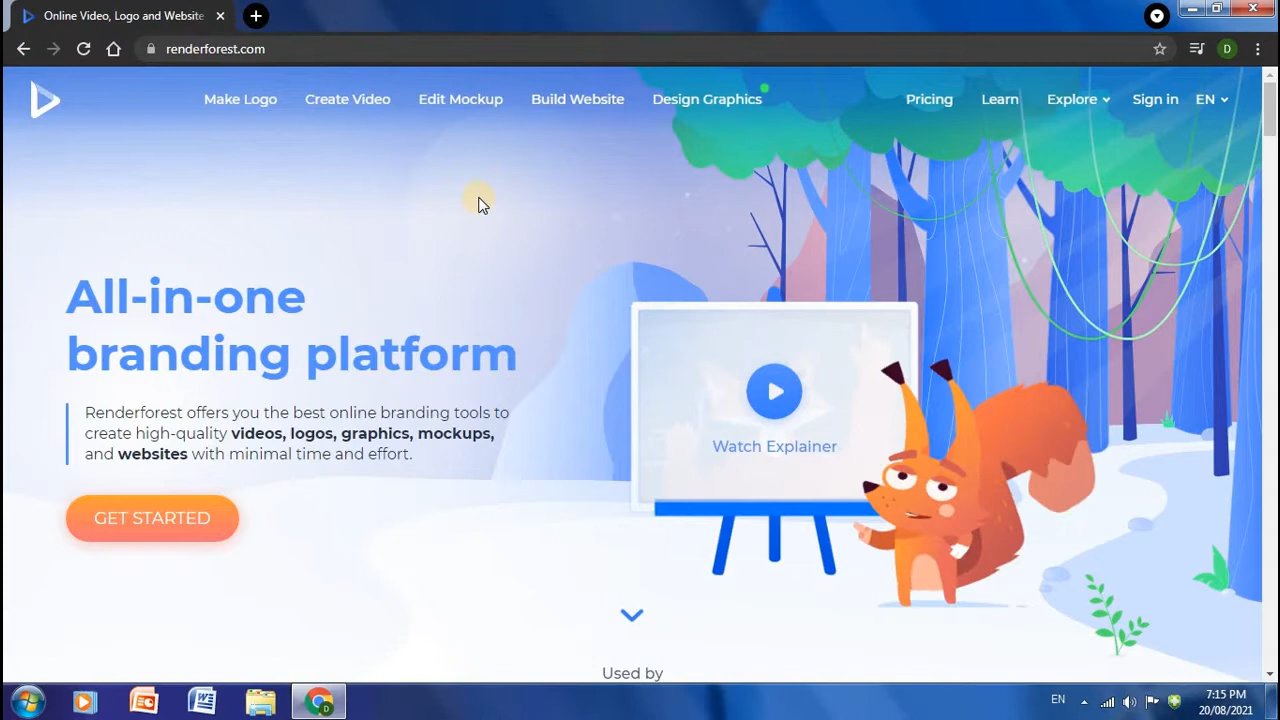 Online Video, Logo and Website
renderforest.com
Make Logo Create Video Edit Mockup Build Website Design Graphics Pricing Learn Explore Sign in EN
All-in-one
branding platform
Renderforest offers you the best online branding tools to
create high-quality videos, logos, graphics, mockups,
and websites with minimal time and effort.
GET STARTED
Watch Explainer
Used by
D
EN
7:15 PM
20/08/2021